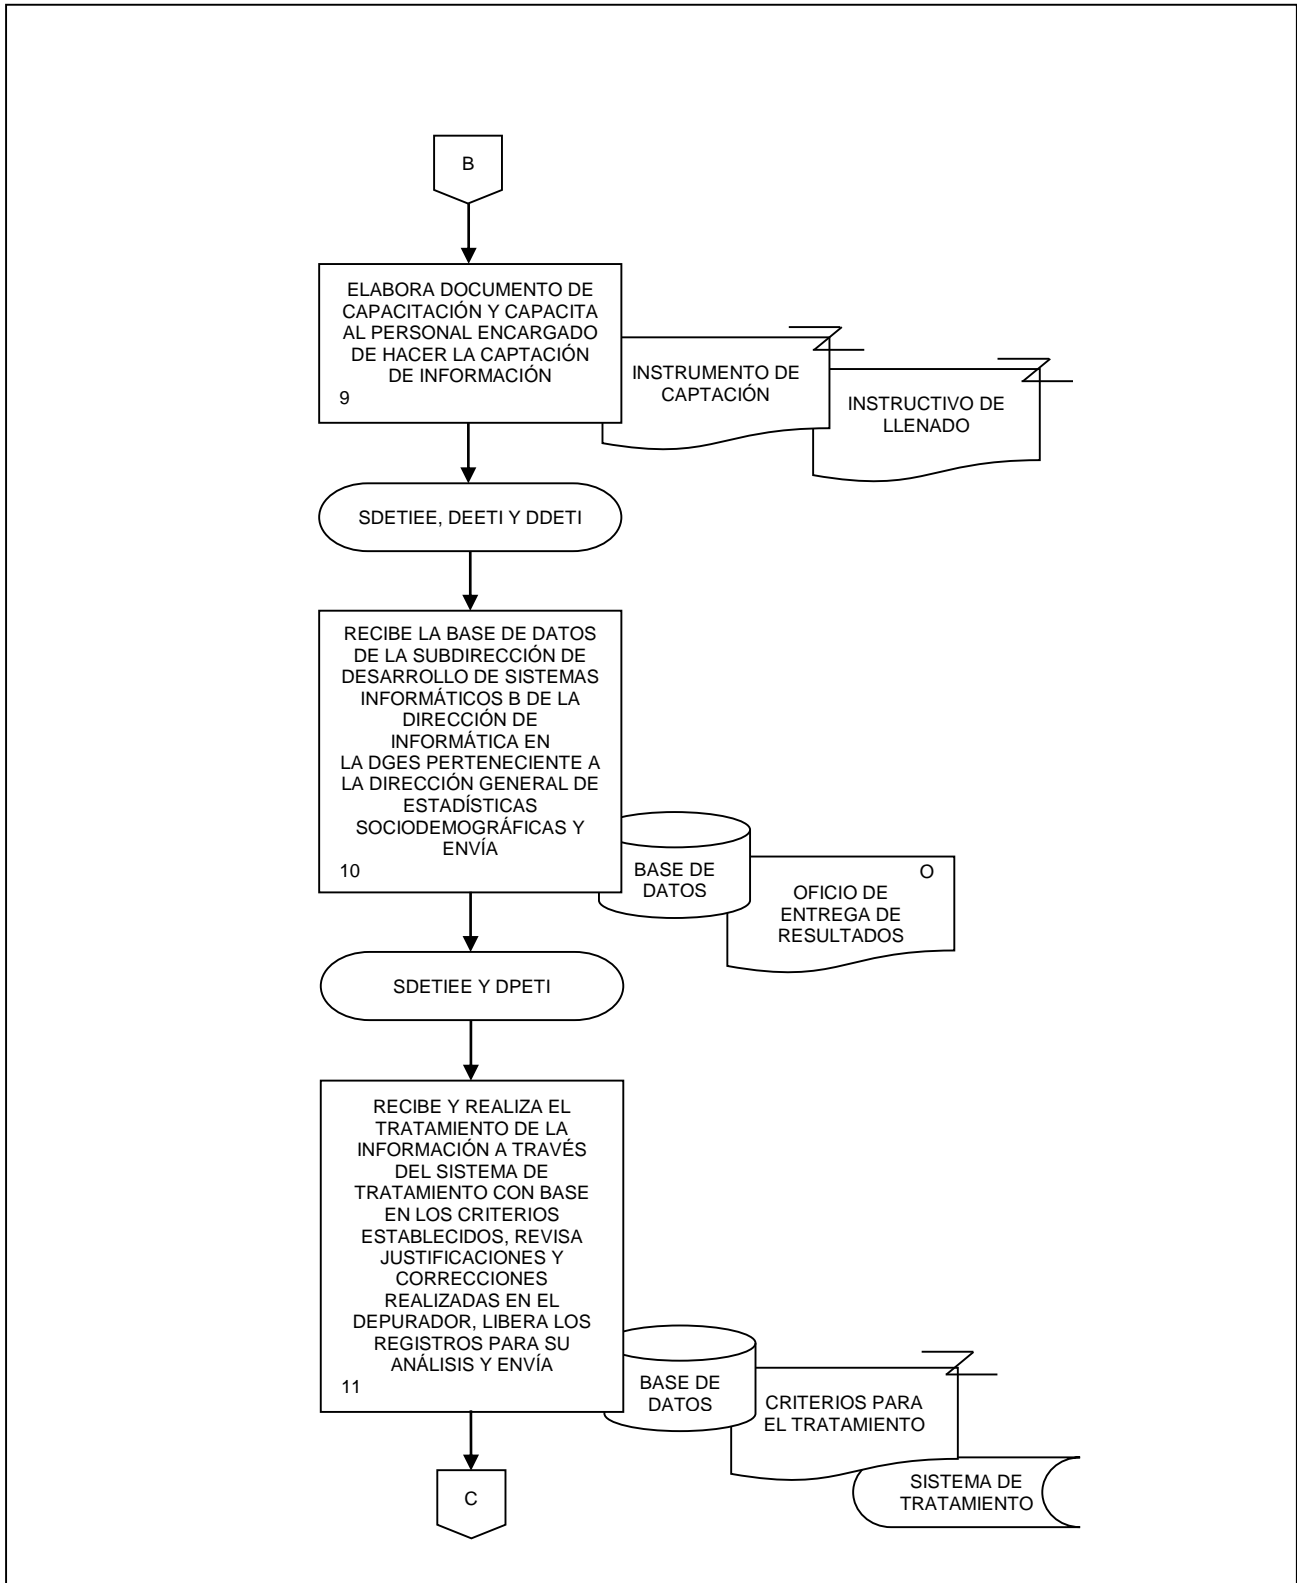 B
ELABORA DOCUMENTO DE
CAPACITACIÓN Y CAPACITA
AL PERSONAL ENCARGADO
DE HACER LA CAPTACIÓN
DE INFORMACIÓN
9
INSTRUMENTO DE
CAPTACIÓN
INSTRUCTIVO DE
LLENADO
SDETIEE, DEETI Y DDETI
RECIBE LA BASE DE DATOS
DE LA SUBDIRECCIÓN DE
DESARROLLO DE SISTEMAS
INFORMÁTICOS B DE LA
DIRECCIÓN DE
INFORMÁTICA EN
LA DGES PERTENECIENTE A
LA DIRECCIÓN GENERAL DE
ESTADÍSTICAS
SOCIODEMOGRÁFICAS Y
ENVÍA
10
BASE DE
DATOS
O
OFICIO DE
ENTREGA DE
RESULTADOS
SDETIEE Y DPETI
RECIBE Y REALIZA EL
TRATAMIENTO DE LA
INFORMACIÓN A TRAVÉS
DEL SISTEMA DE
TRATAMIENTO CON BASE
EN LOS CRITERIOS
ESTABLECIDOS, REVISA
JUSTIFICACIONES Y
CORRECCIONES
REALIZADAS EN EL
DEPURADOR, LIBERA LOS
REGISTROS PARA SU
ANÁLISIS Y ENVÍA
11
BASE DE
DATOS
CRITERIOS PARA
EL TRATAMIENTO
SISTEMA DE
TRATAMIENTO
C